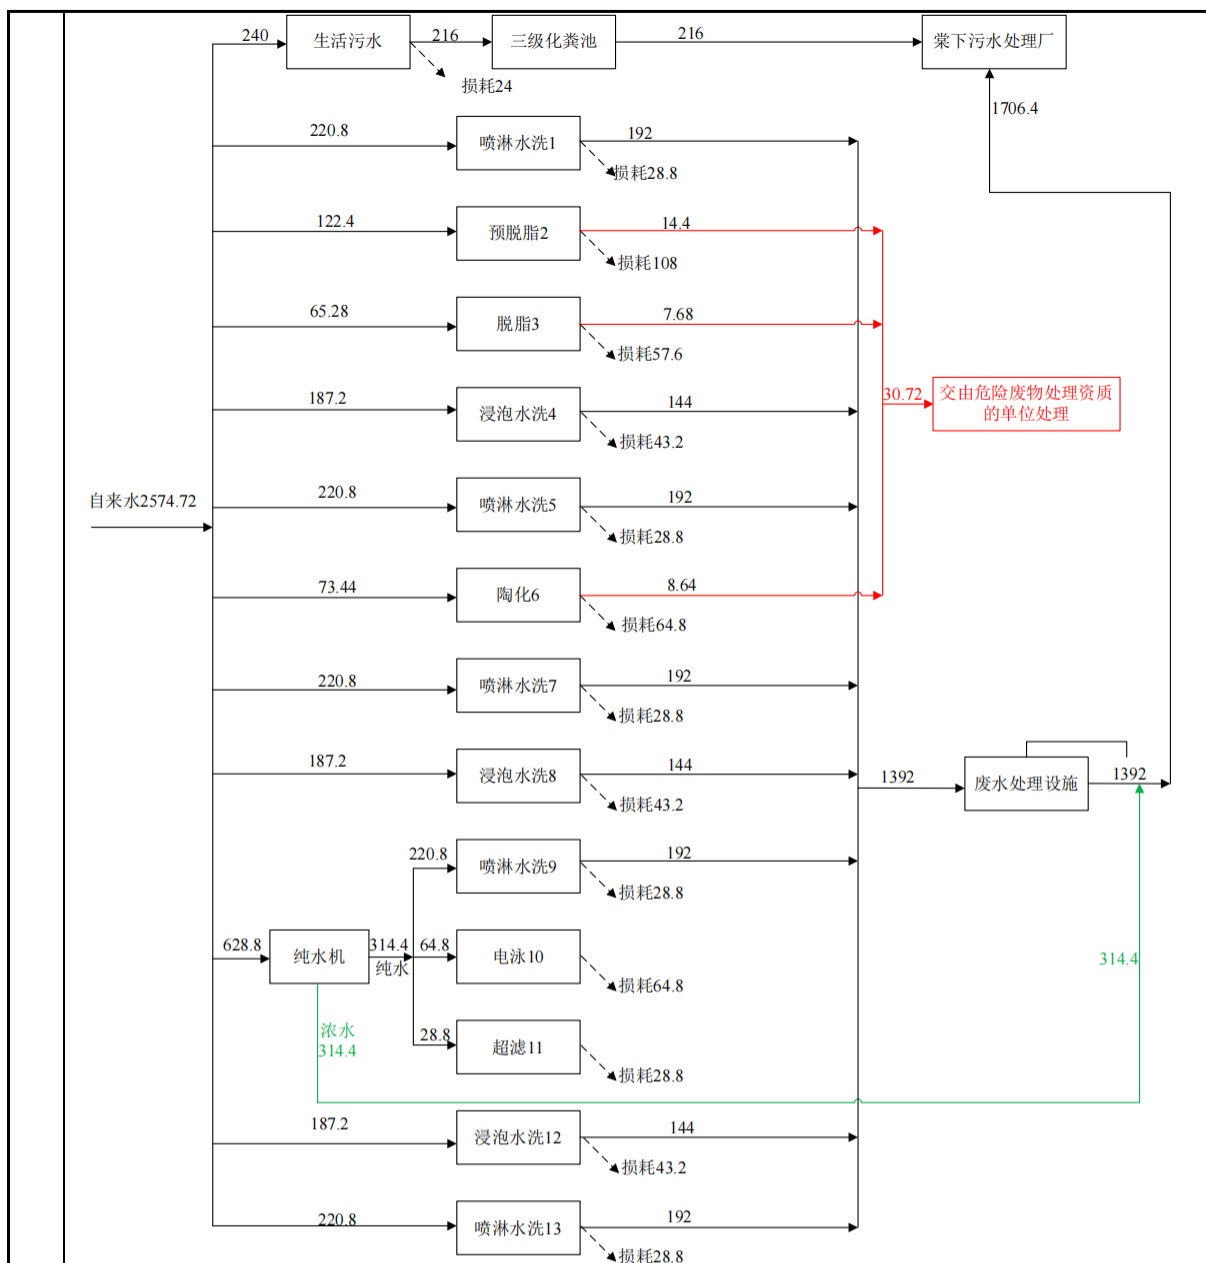 240
生活污水
216
三级化粪池
216
棠下污水处理厂
损耗24
1706.4
220.8
喷淋水洗1
192
损耗28.8
122.4
预脱脂2
14.4
损耗108
65.28
脱脂3
7.68
损耗57.6
187.2
浸泡水洗4
144
损耗43.2
30.72
交由危险废物处理资质
的单位处理
自来水2574.72
220.8
喷淋水洗5
192
损耗28.8
73.44
陶化6
8.64
损耗64.8
220.8
喷淋水洗7
192
损耗28.8
187.2
浸泡水洗8
144
损耗43.2
1392
废水处理设施
1392
220.8
喷淋水洗9
192
损耗28.8
628.8
纯水机
314.4
纯水
64.8
电泳10
损耗64.8
314.4
浓水
314.4
28.8
超滤11
损耗28.8
187.2
浸泡水洗12
144
损耗43.2
220.8
喷淋水洗13
192
损耗28.8